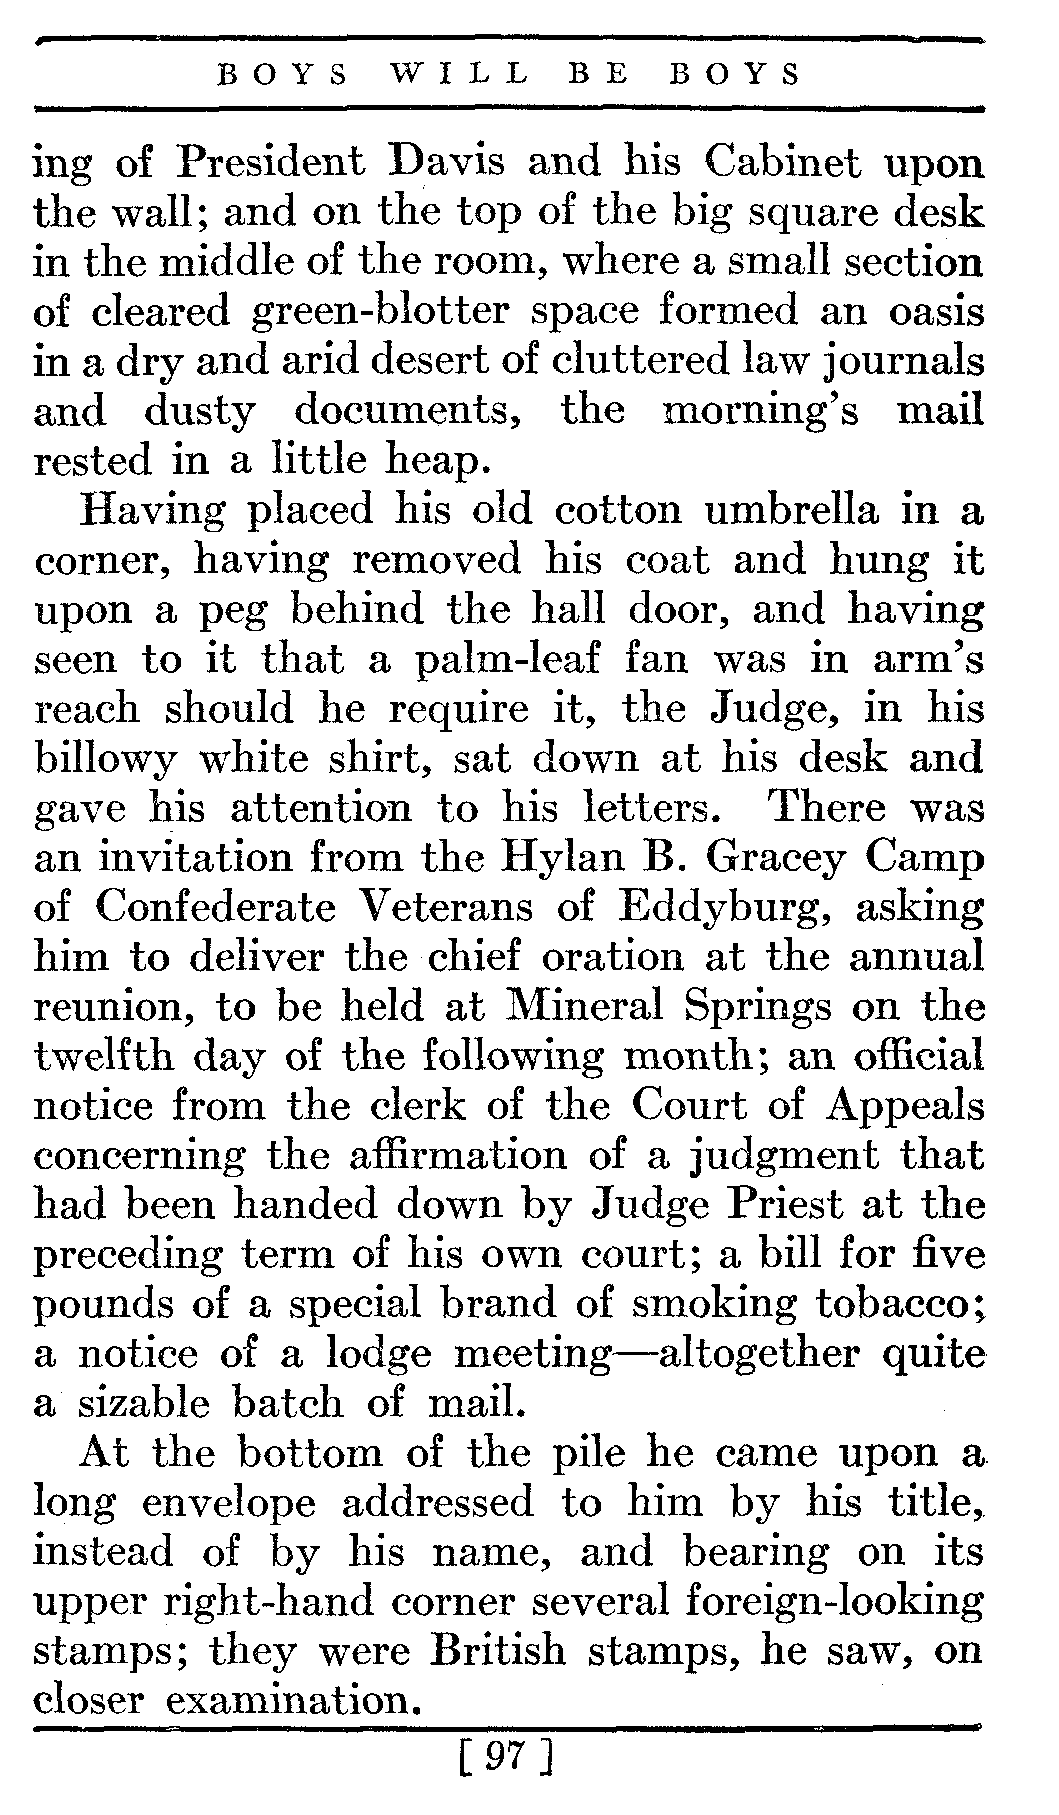 BOYS WILL BE BOYS
ing of President Davis and his Cabinet upon
the wall; and on the top of the big square desk
in the middle of the room, where a small section
of cleared green-blotter space formed an oasis
in a dry and arid desert of cluttered law journals
and dusty documents, the morning's mail
rested in a little heap.
Having placed his old cotton umbrella in a
corner, having removed his coat and hung it
upon a peg behind the hall door, and having
seen to it that a palm-leaf fan was in arm's
reach should he require it, the Judge, in his
billowy white shirt, sat down at his desk and
gave his attention to his letters. There was
an invitation from the Hylan B. Gracey Camp
of Confederate Veterans of Eddyburg, asking
him to deliver the chief oration at the annual
reunion, to be held at Mineral Springs on the
twelfth day of the following month; an official
notice from the clerk of the Court of Appeals
concerning the affirmation of a judgment that
had been handed down by Judge Priest at the
preceding term of his own court; a bill for five
pounds of a special brand of smoking tobacco;
a notice of a lodge meeting—altogether quite
a sizable batch of mail.
At the bottom of the pile he came upon a
long envelope addressed to him by his title,
instead of by his name, and bearing on its
upper right-hand corner several foreign-looking
stamps; they were British stamps, he saw, on
closer examination.
[ 97 ]